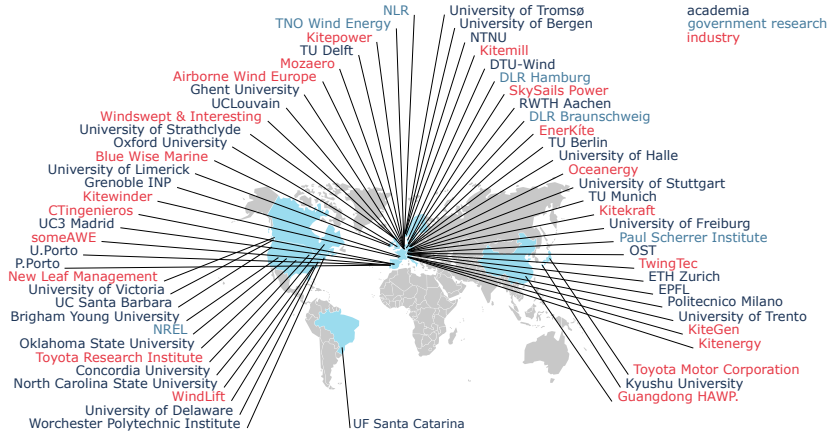 NLR
TNO Wind Energy
Kitepower
TU Delft
Mozaero
Airborne Wind Europe
Ghent University
UCLouvain
Windswept & Interesting
University of Strathclyde
Oxford University
Blue Wise Marine
University of Limerick
Grenoble INP
Kitewinder
CTingenieros
UC3 Madrid
someAWE
U.Porto
P.Porto
New Leaf Management
University of Victoria
UC Santa Barbara
Brigham Young University
NREL
Oklahoma State University
Toyota Research Institute
Concordia University
North Carolina State University
WindLift
University of Delaware
Worchester Polytechnic Institute
UF Santa Catarina
University of Tromsø
University of Bergen
NTNU
Kitemill
DTU-Wind
DLR Hamburg
SkySails Power
RWTH Aachen
DLR Braunschweig
EnerKíte
TU Berlin
University of Halle
Oceanergy
University of Stuttgart
TU Munich
Kitekraft
University of Freiburg
Paul Scherrer Institute
OST
TwingTec
ETH Zurich
EPFL
Politecnico Milano
University of Trento
KiteGen
Kitenergy
Toyota Motor Corporation
Kyushu University
Guangdong HAWP.
academia
government research
industry